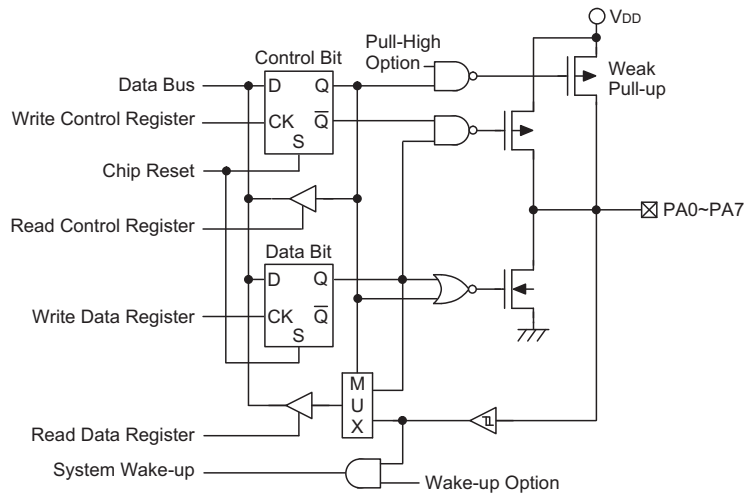 VDD
Control Bit
Pull-High
Option
Weak
Pull-up
Data Bus
D
Q
Write Control Register
CK
Q̅
S
Chip Reset
Read Control Register
PA0~PA7
Data Bit
D
Q
Write Data Register
CK
Q̅
S
M
U
X
Read Data Register
System Wake-up
Wake-up Option